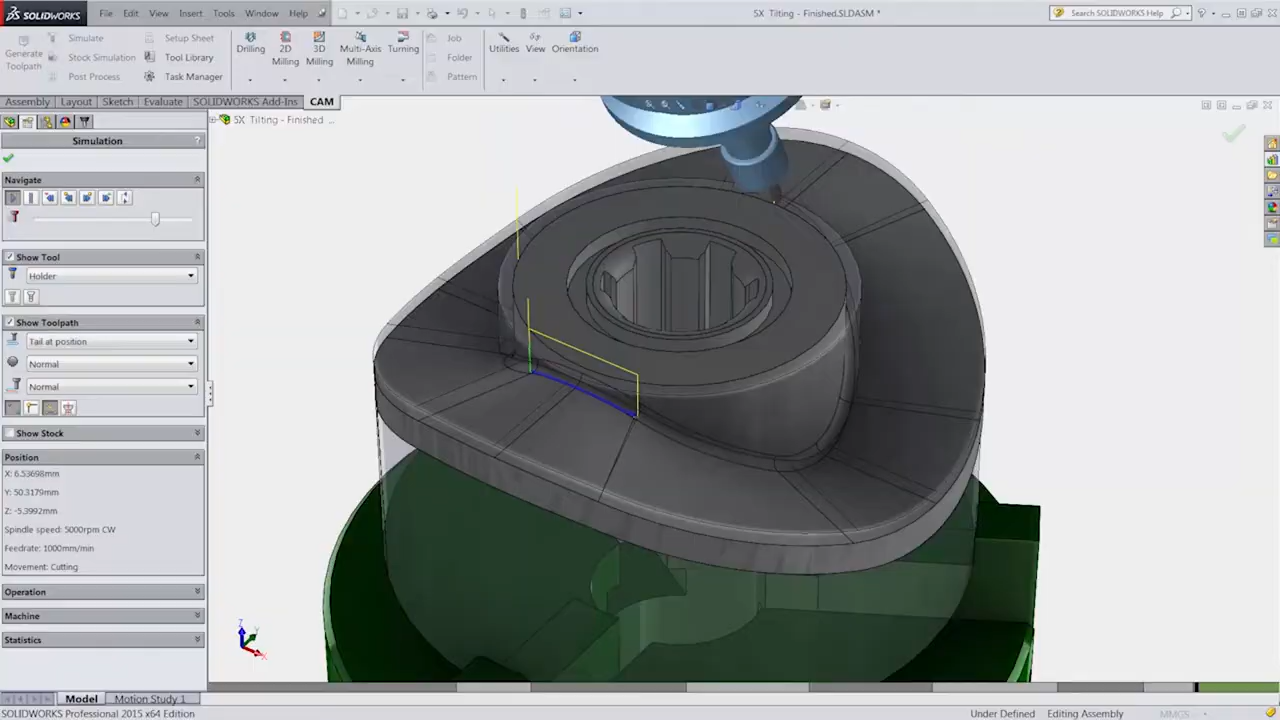 SOLIDWORKS File Edit View Insert Tools Window Help SX Tilting - Finished.SLDASM * Search SOLIDWORKS Help
Generate Toolpath
Simulate Setup Sheet
Stock Simulation Tool Library
Post Process Task Manager
Drilling 2D Milling 3D Milling Multi-Axis Milling Turning
Job
Folder
Pattern
Utilities View Orientation
Assembly Layout Sketch Evaluate SOLIDWORKS Add-Ins CAM
SX Tilting - Finished ...
Simulation ?
Navigate
Show Tool
Holder
Show Toolpath
Tail at position
Normal
Normal
Show Stock
Position
X: 6.53698mm
Y: 50.3179mm
Z: -5.3992mm
Spindle speed: 5000rpm CW
Feedrate: 1000mm/min
Movement: Cutting
Operation
Machine
Statistics
Z Y X
Model Motion Study 1
SOLIDWORKS Professional 2015 x64 Edition Under Defined Editing Assembly MMGS